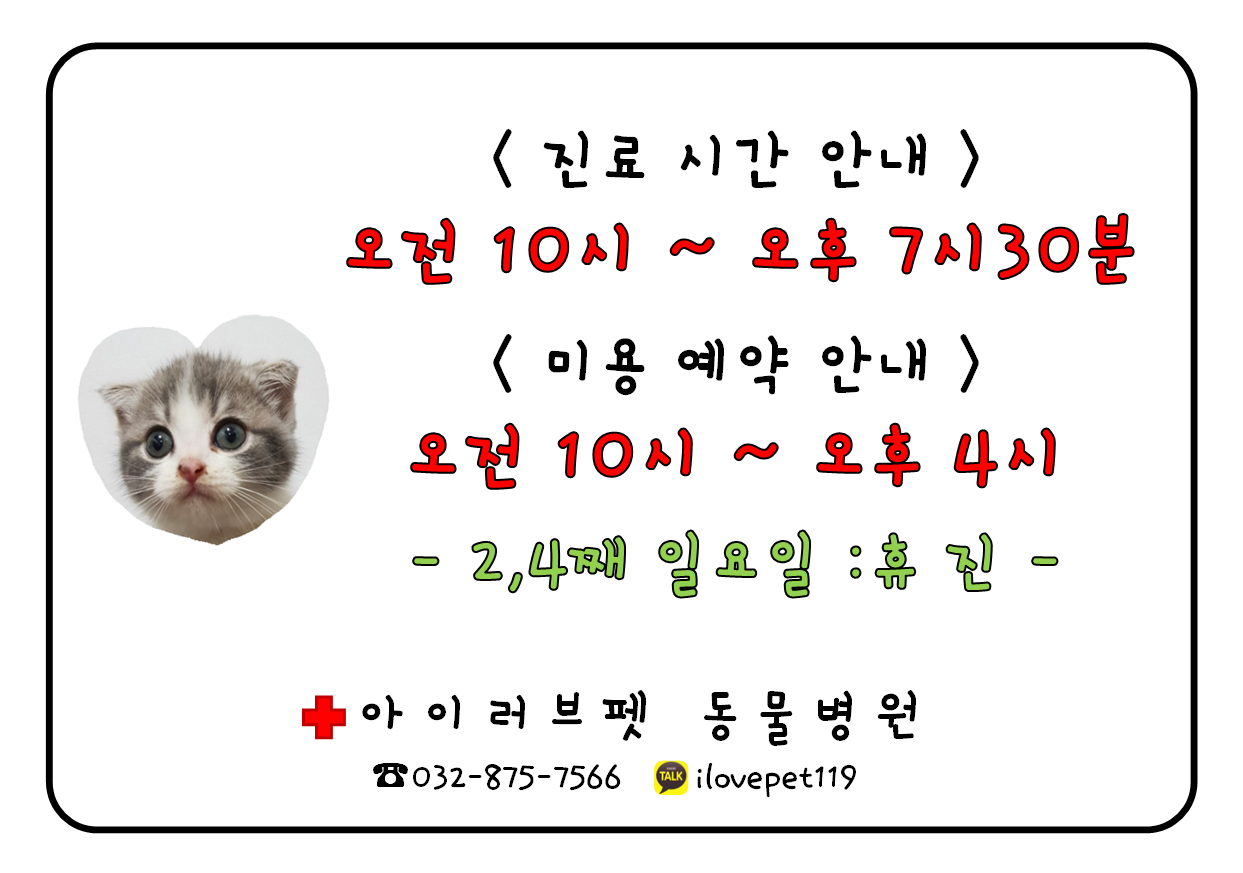 < 진료 시간 안내 >
오전 10시 ~ 오후 7시30분
< 미용 예약 안내 >
오전 10시 ~ 오후 4시
- 2,4째 일요일 :휴 진 -
아이러브펫 동물병원
☎032-875-7566 TALK ilovepet119